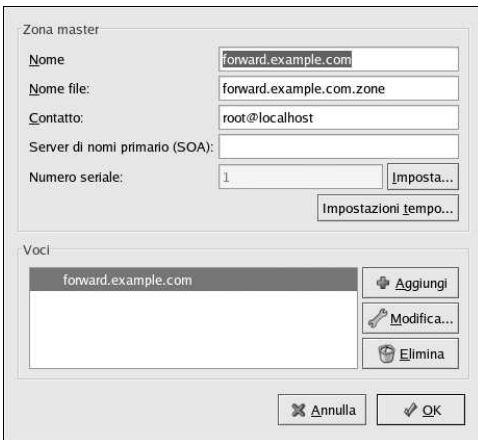 Zona master
Nome forward.example.com
Nome file: forward.example.com.zone
Contatto: root@localhost
Server di nomi primario (SOA):
Numero seriale: 1 Imposta...
Impostazioni tempo...
Voci
forward.example.com
Aggiungi
Modifica...
Elimina
Annulla OK